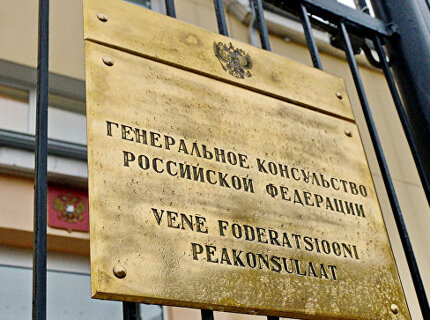 ГЕНЕРАЛЬНОЕ КОНСУЛЬСТВО
РОССИЙСКОЙ ФЕДЕРАЦИИ
VENE FÖDERATSIOONI
PEAKONSULAAT